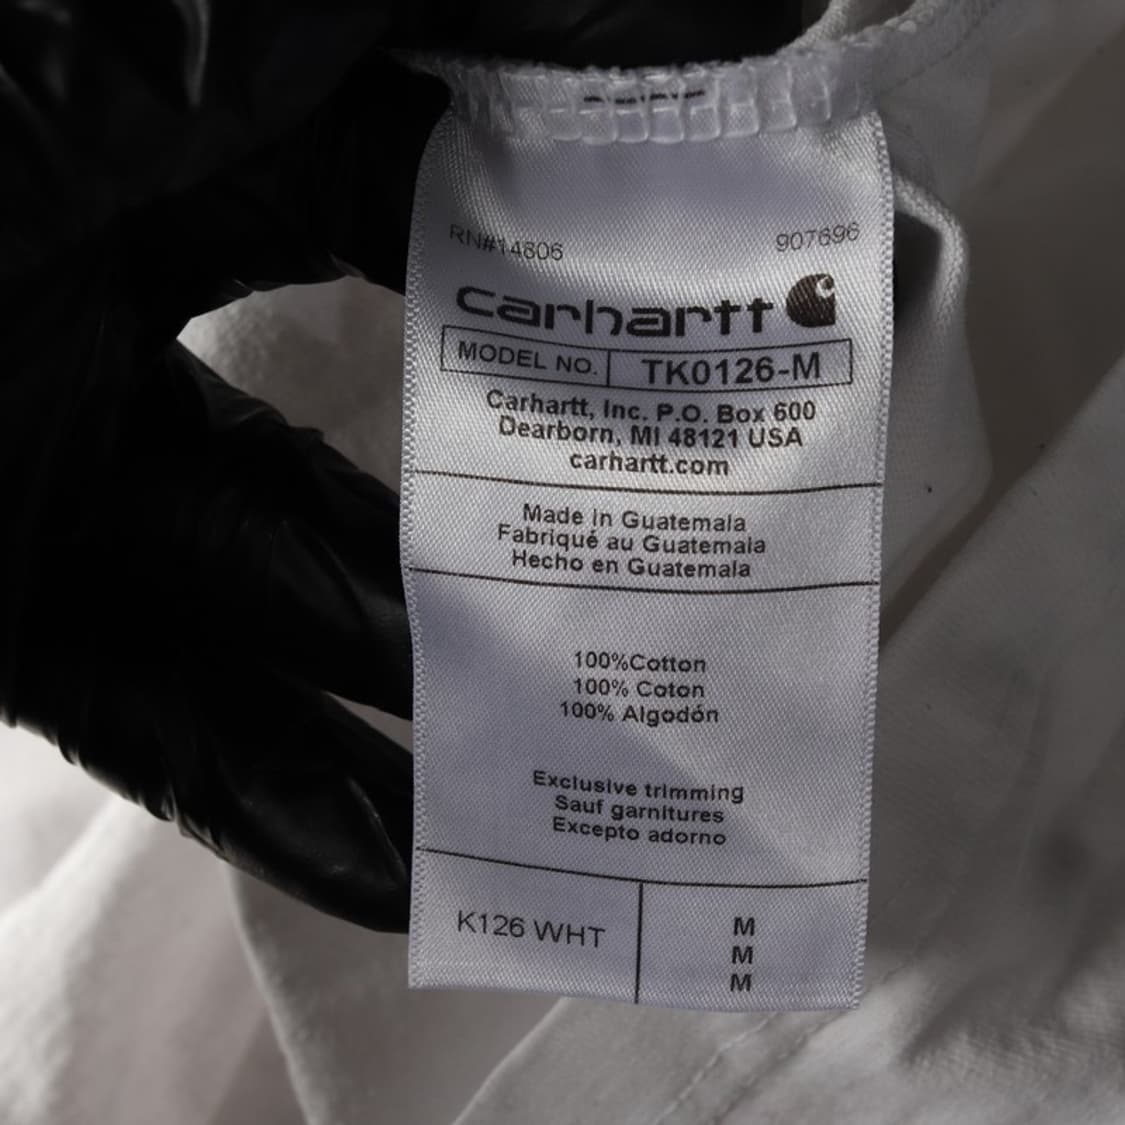 RN#14806 907696
carhartt
MODEL NO. TK0126-M
Carhartt, Inc. P.O. Box 600
Dearborn, MI 48121 USA
carhartt.com
Made in Guatemala
Fabriqué au Guatemala
Hecho en Guatemala
100%Cotton
100% Coton
100% Algodón
Exclusive trimming
Sauf garnitures
Excepto adorno
K126 WHT M
M
M